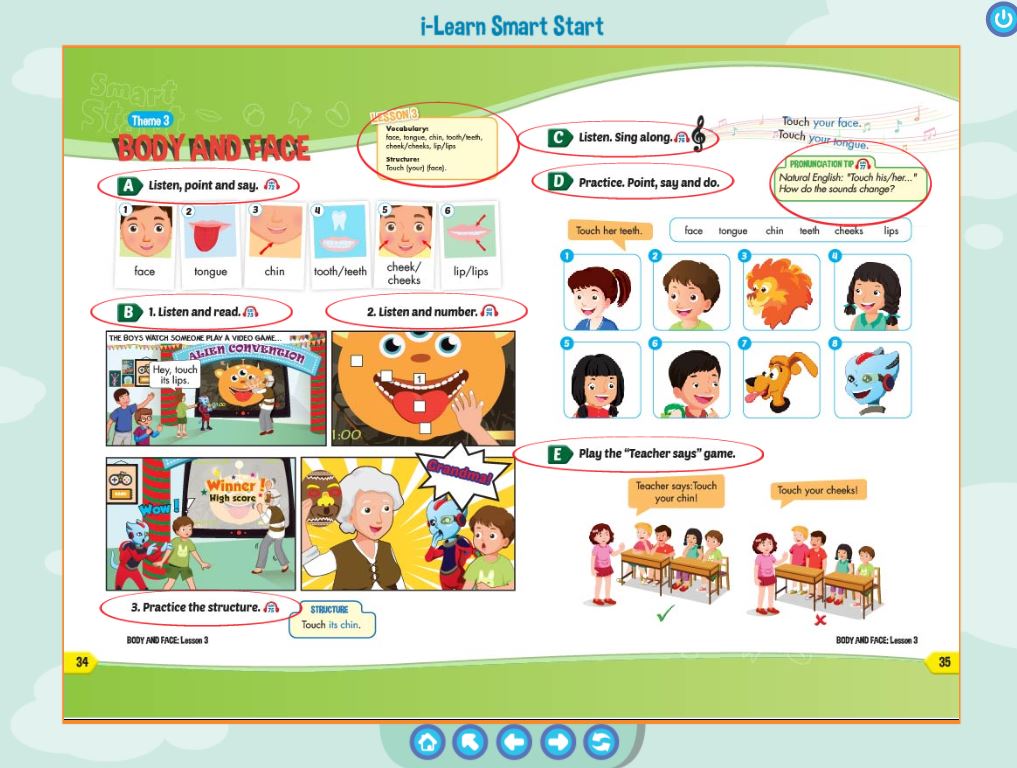 i-Learn Smart Start
Smart
Start
Theme 3
BODY AND FACE
LESSON 3
Vocabulary:
face, tongue, chin, tooth/teeth,
cheek/cheeks, lip/lips
Structure:
Touch (your) (face).
A Listen, point and say.
1
2
3
4
5
6
face
tongue
chin
tooth/teeth
cheek/
cheeks
lip/lips
B 1. Listen and read.
2. Listen and number.
THE BOYS WATCH SOMEONE PLAY A VIDEO GAME...
ALIEN CONVENTION
Hey, touch
its lips.
1
1:00
Winner!
High score
Wow!
Grandma!
3. Practice the structure.
STRUCTURE
Touch its chin.
BODY AND FACE: Lesson 3
34
C Listen. Sing along.
Touch your face.
Touch your tongue.
D Practice. Point, say and do.
PRONUNCIATION TIP
Natural English: "Touch his/her..."
How do the sounds change?
Touch her teeth.
face tongue chin teeth cheeks lips
1
2
3
4
5
6
7
8
E Play the "Teacher says" game.
Teacher says:Touch
your chin!
Touch your cheeks!
BODY AND FACE: Lesson 3
35